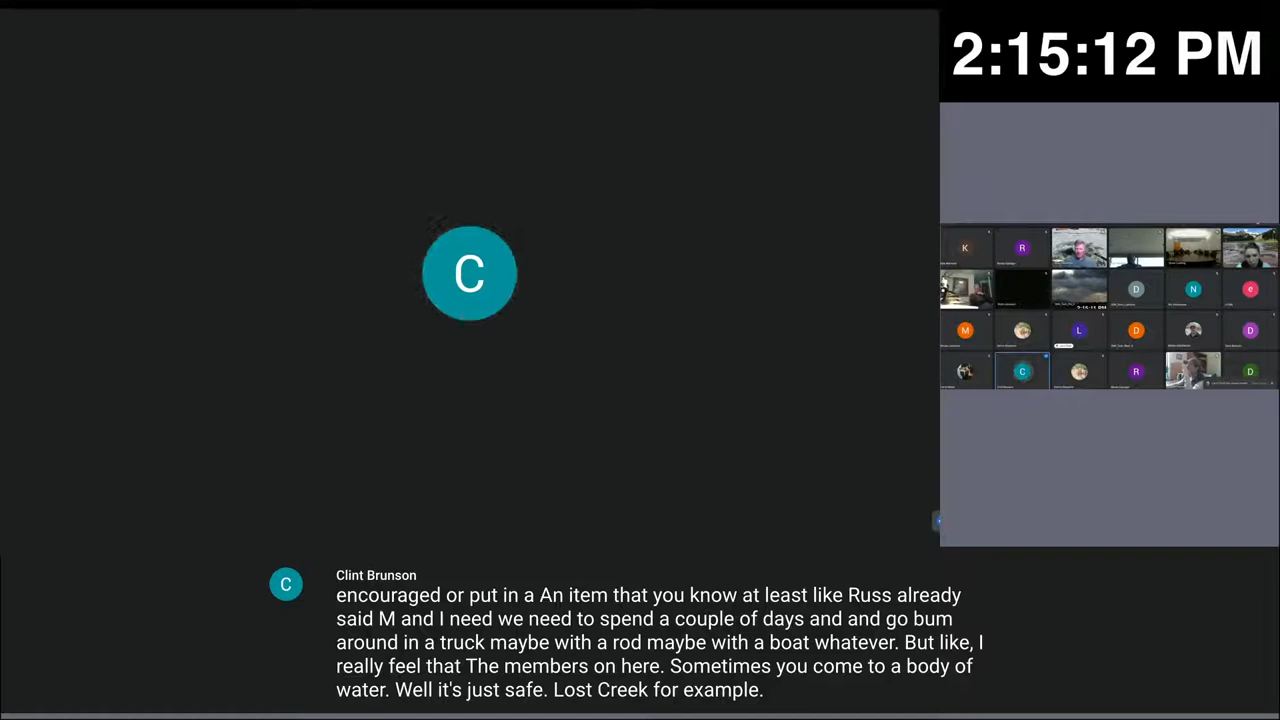 2:15:12 PM
C
K
R
D
N
e
M
L
D
D
C
R
D
C
Clint Brunson
encouraged or put in a An item that you know at least like Russ already
said M and I need we need to spend a couple of days and and go bum
around in a truck maybe with a rod maybe with a boat whatever. But like, I
really feel that The members on here. Sometimes you come to a body of
water. Well it's just safe. Lost Creek for example.